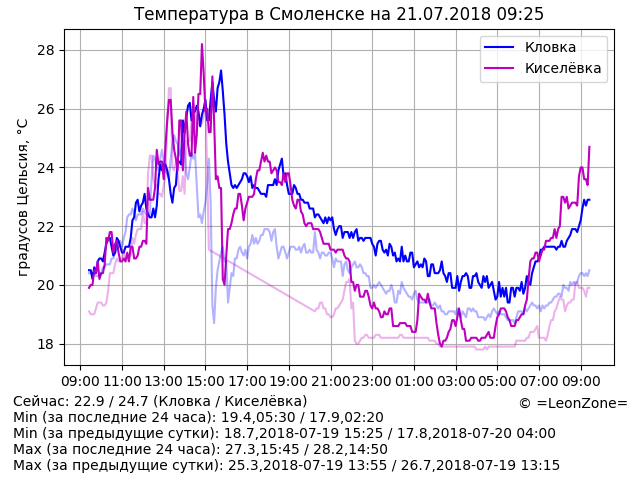 Температура в Смоленске на 21.07.2018 09:25
градусов Цельсия, °C
28
26
24
22
20
18
Кловка
Киселёвка
09:00 11:00 13:00 15:00 17:00 19:00 21:00 23:00 01:00 03:00 05:00 07:00 09:00
Сейчас: 22.9 / 24.7 (Кловка / Киселёвка)
© =LeonZone=
Min (за последние 24 часа): 19.4,05:30 / 17.9,02:20
Min (за предыдущие сутки): 18.7,2018-07-19 15:25 / 17.8,2018-07-20 04:00
Max (за последние 24 часа): 27.3,15:45 / 28.2,14:50
Max (за предыдущие сутки): 25.3,2018-07-19 13:55 / 26.7,2018-07-19 13:15